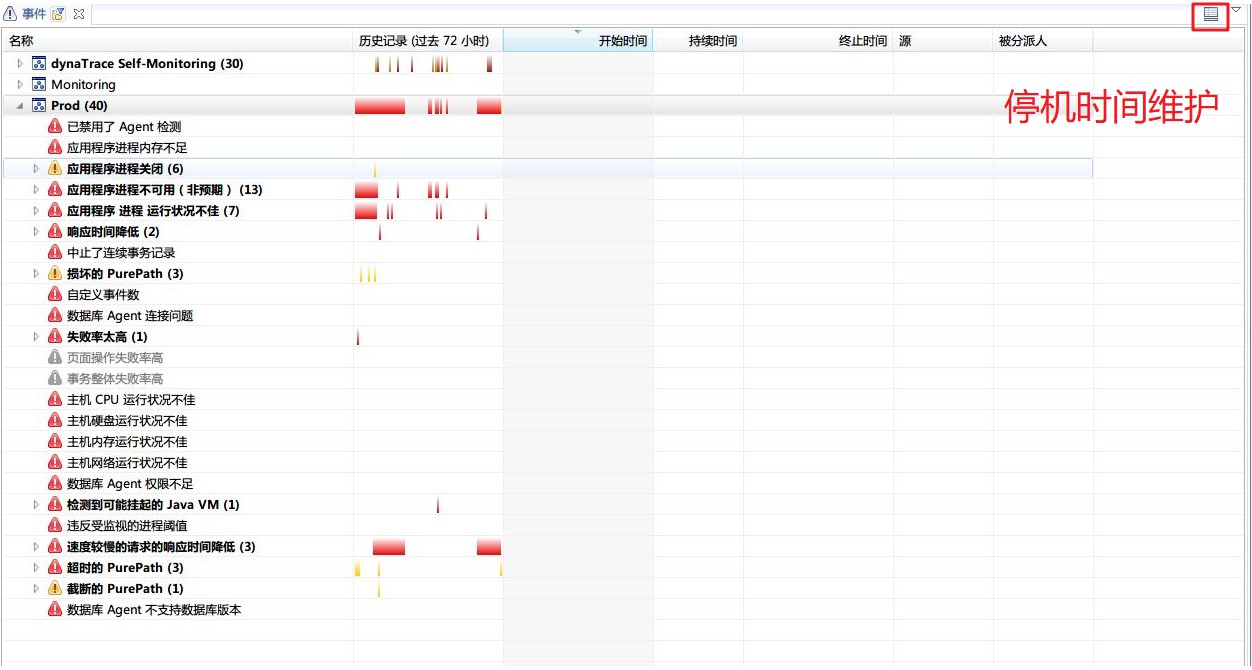 事件
名称 历史记录 (过去 72 小时) 开始时间 持续时间 终止时间 源 被分派人
dynaTrace Self-Monitoring (30)
Monitoring
Prod (40)
停机时间维护
已禁用了 Agent 检测
应用程序进程内存不足
应用程序进程关闭 (6)
应用程序进程不可用 ( 非预期 ) (13)
应用程序 进程 运行状况不佳 (7)
响应时间降低 (2)
中止了连续事务记录
损坏的 PurePath (3)
自定义事件数
数据库 Agent 连接问题
失败率太高 (1)
页面操作失败率高
事务整体失败率高
主机 CPU 运行状况不佳
主机硬盘运行状况不佳
主机内存运行状况不佳
主机网络运行状况不佳
数据库 Agent 权限不足
检测到可能挂起的 Java VM (1)
违反受监视的进程阈值
速度较慢的请求的响应时间降低 (3)
超时的 PurePath (3)
截断的 PurePath (1)
数据库 Agent 不支持数据库版本